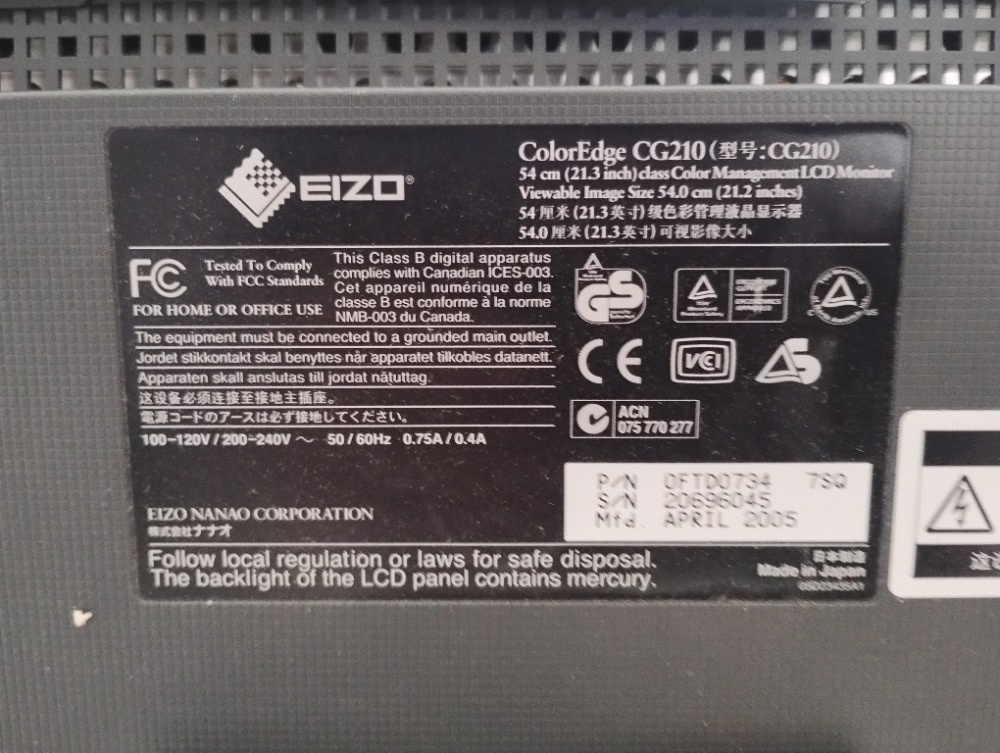 EIZO®
ColorEdge CG210 (型号:CG210)
54 cm (21.3 inch) class Color Management LCD Monitor
Viewable Image Size 54.0 cm (21.2 inches)
54 厘米 (21.3 英寸) 级色彩管理液晶显示器
54.0 厘米 (21.3 英寸) 可视影像大小
FC
Tested To Comply
With FCC Standards
FOR HOME OR OFFICE USE
This Class B digital apparatus
complies with Canadian ICES-003.
Cet appareil numérique de la
classe B est conforme à la norme
NMB-003 du Canada.
The equipment must be connected to a grounded main outlet.
Jordet stikkontakt skal benyttes når apparatet tilkobles datanett.
Apparaten skall anslutas till jordat nätuttag.
这设备必须连接至接地主插座。
電源コードのアースは必ず接地してください。
100-120V / 200-240V ～ 50 / 60Hz 0.75A / 0.4A
GS
CE
VCI
S
ACN
075 770 277
P/N 0FTD0734 7SQ
S/N 20696045
Mfd. APRIL 2005
EIZO NANAO CORPORATION
株式会社ナナオ
Follow local regulation or laws for safe disposal.
The backlight of the LCD panel contains mercury.
日本製造
Made in Japan